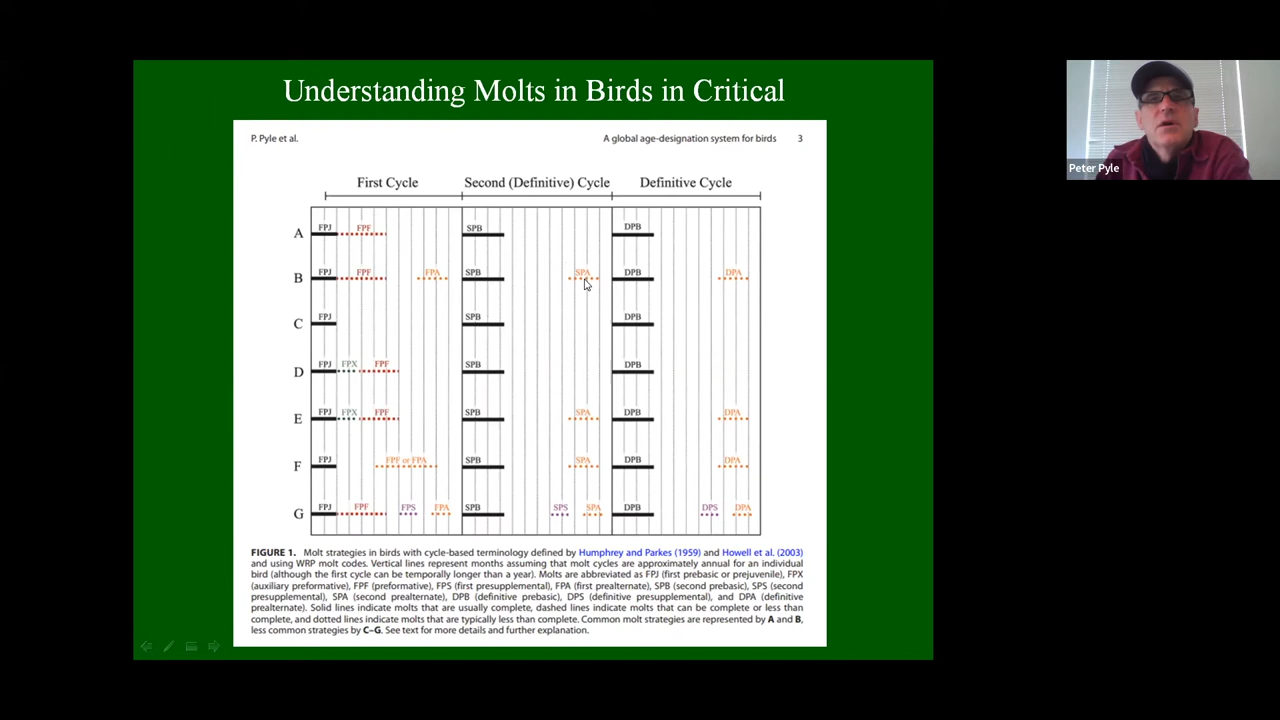 Understanding Molts in Birds in Critical
P. Pyle et al.
A global age-designation system for birds 3
First Cycle Second (Definitive) Cycle Definitive Cycle
A FPJ FPF SPB DPB
B FPJ FPF FPA SPB SPA DPB DPA
C FPJ SPB DPB
D FPJ FPX FPF SPB DPB
E FPJ FPX FPF SPB SPA DPB DPA
F FPJ FPF or FPA SPB SPA DPB DPA
G FPJ FPF FPS FPA SPB SPS SPA DPB DPS DPA
FIGURE 1. Molt strategies in birds with cycle-based terminology defined by Humphrey and Parkes (1959) and Howell et al. (2003)
and using WRP molt codes. Vertical lines represent months assuming that molt cycles are approximately annual for an individual
bird (although the first cycle can be temporally longer than a year). Molts are abbreviated as FPJ (first prebasic or prejuvenile), FPX
(auxiliary preformative), FPF (preformative), FPS (first presupplemental), FPA (first prealternate), SPB (second prebasic), SPS (second
presupplemental), SPA (second prealternate), DPB (definitive prebasic), DPS (definitive presupplemental), and DPA (definitive
prealternate). Solid lines indicate molts that are usually complete, dashed lines indicate molts that can be complete or less than
complete, and dotted lines indicate molts that are typically less than complete. Common molt strategies are represented by A and B,
less common strategies by C–G. See text for more details and further explanation.
Peter Pyle